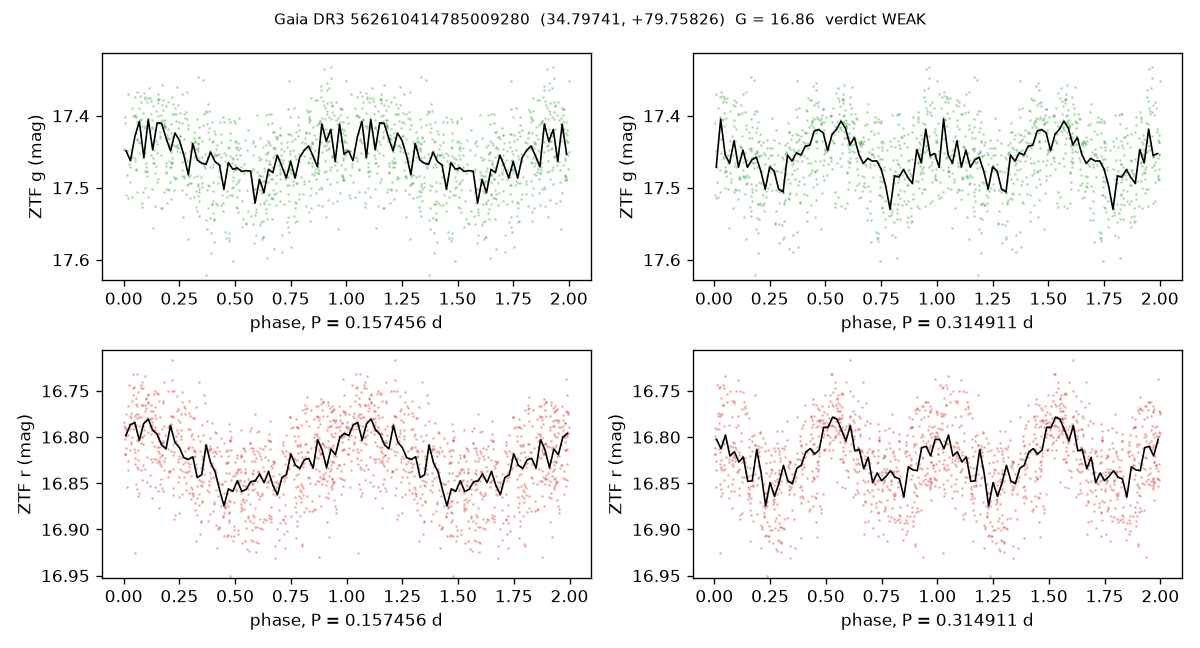 Gaia DR3 562610414785009280  (34.79741, +79.75826)  G = 16.86  verdict WEAK
ZTF g (mag)
17.4
17.5
17.6
0.00 0.25 0.50 0.75 1.00 1.25 1.50 1.75 2.00
phase, P = 0.157456 d
ZTF g (mag)
17.4
17.5
17.6
0.00 0.25 0.50 0.75 1.00 1.25 1.50 1.75 2.00
phase, P = 0.314911 d
ZTF r (mag)
16.75
16.80
16.85
16.90
16.95
0.00 0.25 0.50 0.75 1.00 1.25 1.50 1.75 2.00
phase, P = 0.157456 d
ZTF r (mag)
16.75
16.80
16.85
16.90
16.95
0.00 0.25 0.50 0.75 1.00 1.25 1.50 1.75 2.00
phase, P = 0.314911 d